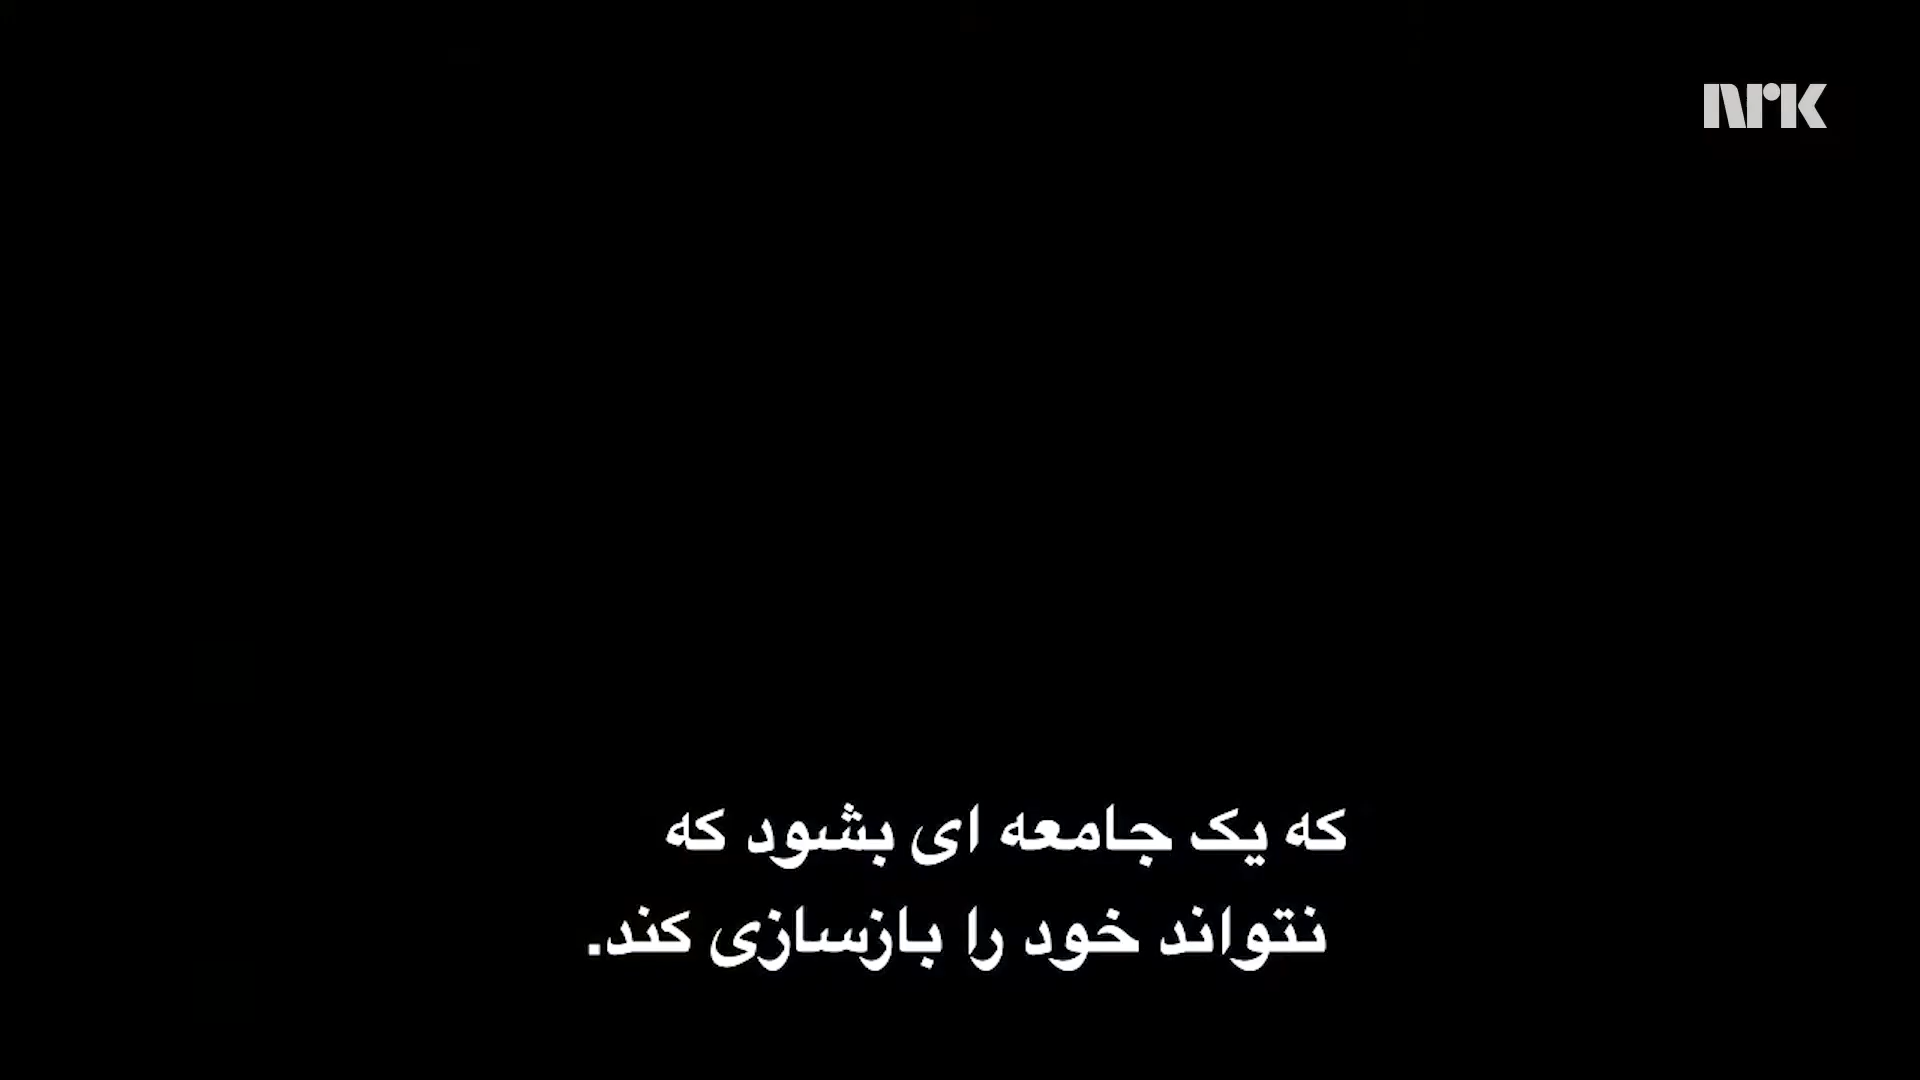 NRK
که یک جامعه ای بشود که
نتواند خود را بازسازی کند.